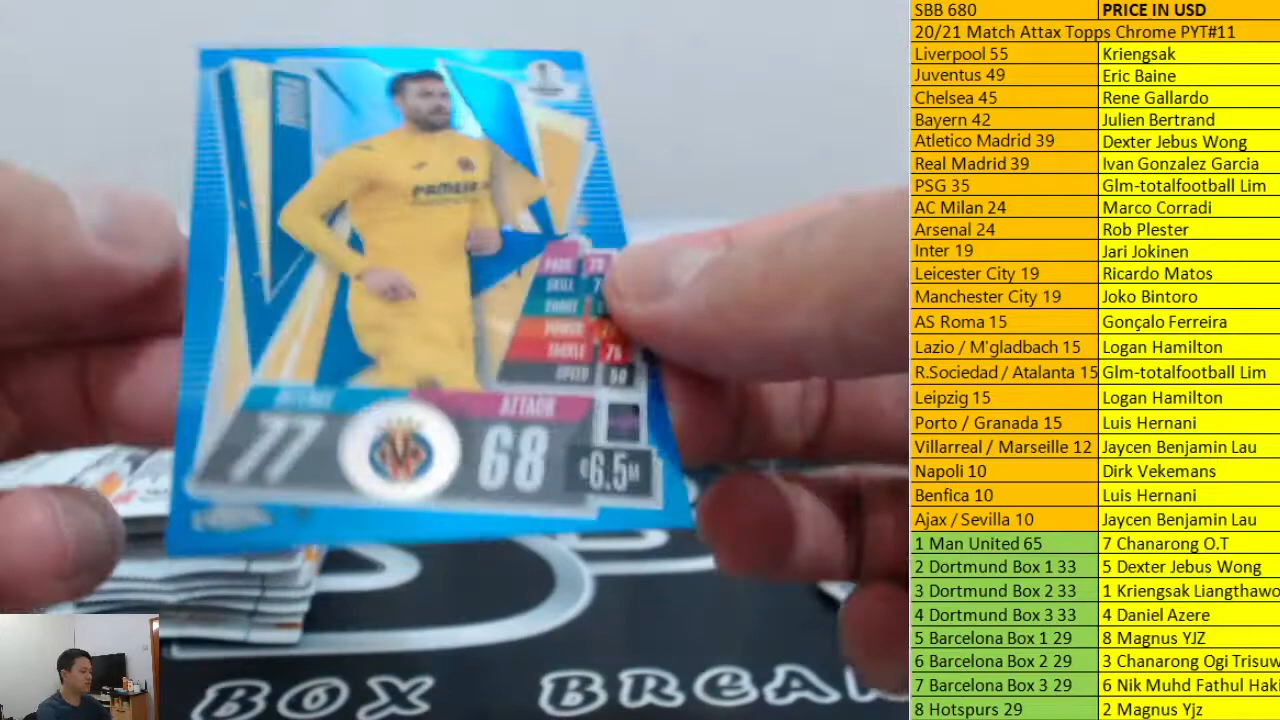 PAMESA
SKILL
POWER
TACKLE 75
SPEED 60
DEFENCE ATTACK
77 68 €6.5M
BOX BREAK
SBB 680 PRICE IN USD
20/21 Match Attax Topps Chrome PYT#11
Liverpool 55 Kriengsak
Juventus 49 Eric Baine
Chelsea 45 Rene Gallardo
Bayern 42 Julien Bertrand
Atletico Madrid 39 Dexter Jebus Wong
Real Madrid 39 Ivan Gonzalez Garcia
PSG 35 Glm-totalfootball Lim
AC Milan 24 Marco Corradi
Arsenal 24 Rob Plester
Inter 19 Jari Jokinen
Leicester City 19 Ricardo Matos
Manchester City 19 Joko Bintoro
AS Roma 15 Gonçalo Ferreira
Lazio / M'gladbach 15 Logan Hamilton
R.Sociedad / Atalanta 15 Glm-totalfootball Lim
Leipzig 15 Logan Hamilton
Porto / Granada 15 Luis Hernani
Villarreal / Marseille 12 Jaycen Benjamin Lau
Napoli 10 Dirk Vekemans
Benfica 10 Luis Hernani
Ajax / Sevilla 10 Jaycen Benjamin Lau
1 Man United 65 7 Chanarong O.T
2 Dortmund Box 1 33 5 Dexter Jebus Wong
3 Dortmund Box 2 33 1 Kriengsak Liangthawo
4 Dortmund Box 3 33 4 Daniel Azere
5 Barcelona Box 1 29 8 Magnus YJZ
6 Barcelona Box 2 29 3 Chanarong Ogi Trisuw
7 Barcelona Box 3 29 6 Nik Muhd Fathul Haki
8 Hotspurs 29 2 Magnus Yjz